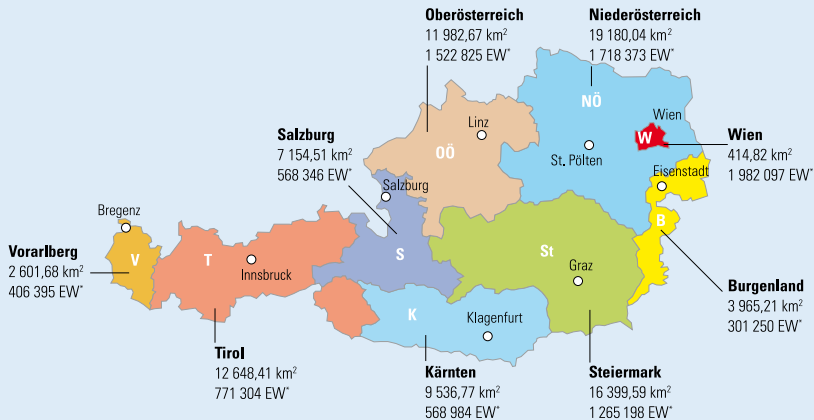 Oberösterreich
11 982,67 km²
1 522 825 EW*
Niederösterreich
19 180,04 km²
1 718 373 EW*
NÖ
Wien
W
Wien
414,82 km²
1 982 097 EW*
Linz
OÖ
St. Pölten
Eisenstadt
Salzburg
7 154,51 km²
568 346 EW*
Salzburg
Bregenz
B
Vorarlberg
2 601,68 km²
406 395 EW*
V
T
Innsbruck
S
St
Graz
Burgenland
3 965,21 km²
301 250 EW*
K
Klagenfurt
Tirol
12 648,41 km²
771 304 EW*
Kärnten
9 536,77 km²
568 984 EW*
Steiermark
16 399,59 km²
1 265 198 EW*